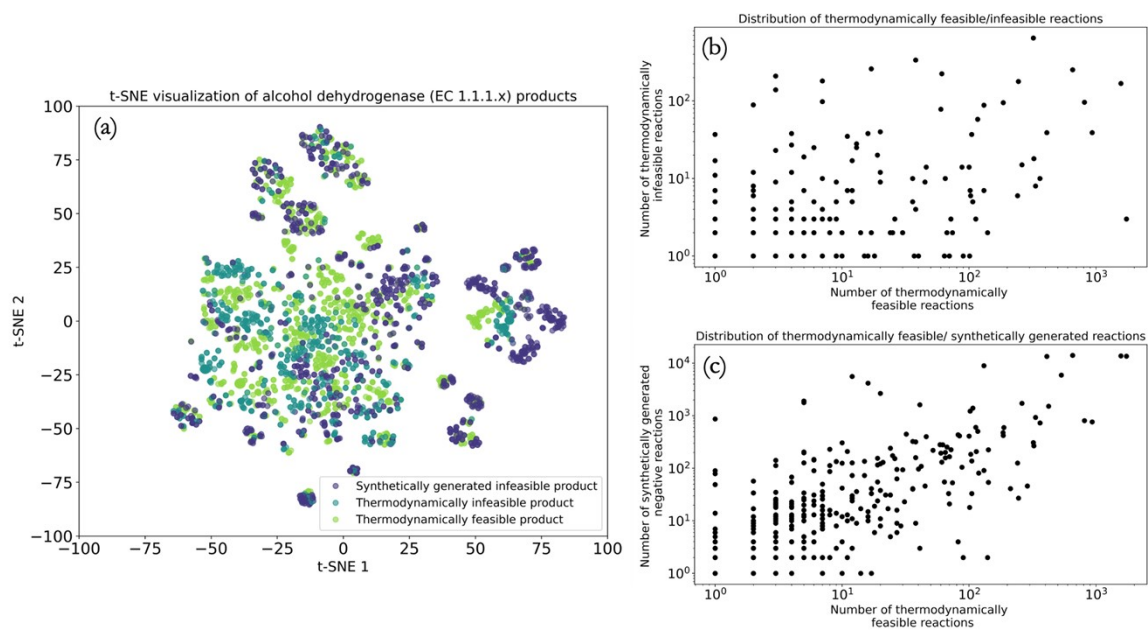 t-SNE visualization of alcohol dehydrogenase (EC 1.1.1.x) products
(a)
100
75
50
25
0
−25
−50
−75
−100
t-SNE 2
Synthetically generated infeasible product
Thermodynamically infeasible product
Thermodynamically feasible product
−100
−75
−50
−25
0
25
50
75
100
t-SNE 1
Distribution of thermodynamically feasible/infeasible reactions
(b)
10²
10¹
10⁰
Number of thermodynamically
infeasible reactions
10⁰
10¹
10²
10³
Number of thermodynamically
feasible reactions
Distribution of thermodynamically feasible/ synthetically generated reactions
(c)
10⁴
10³
10²
10¹
10⁰
Number of synthetically generated
negative reactions
10⁰
10¹
10²
10³
Number of thermodynamically
feasible reactions